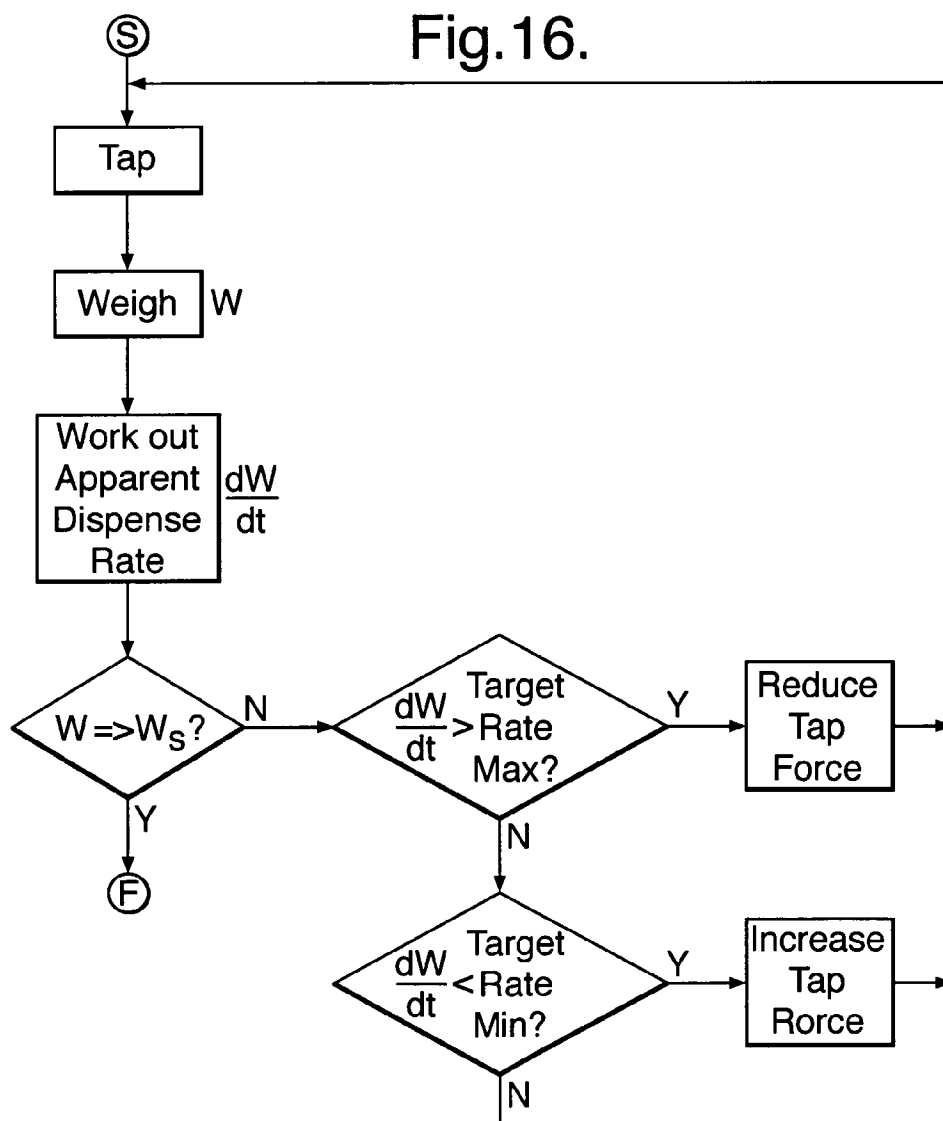 Fig.16.
S
Tap
Weigh W
Work out
Apparent
Dispense
Rate
dW
dt
W =>WS?
N
Y
F
dW
dt
>
Target
Rate
Max?
Y
N
Reduce
Tap
Force
dW
dt
<
Target
Rate
Min?
Y
N
Increase
Tap
Rorce